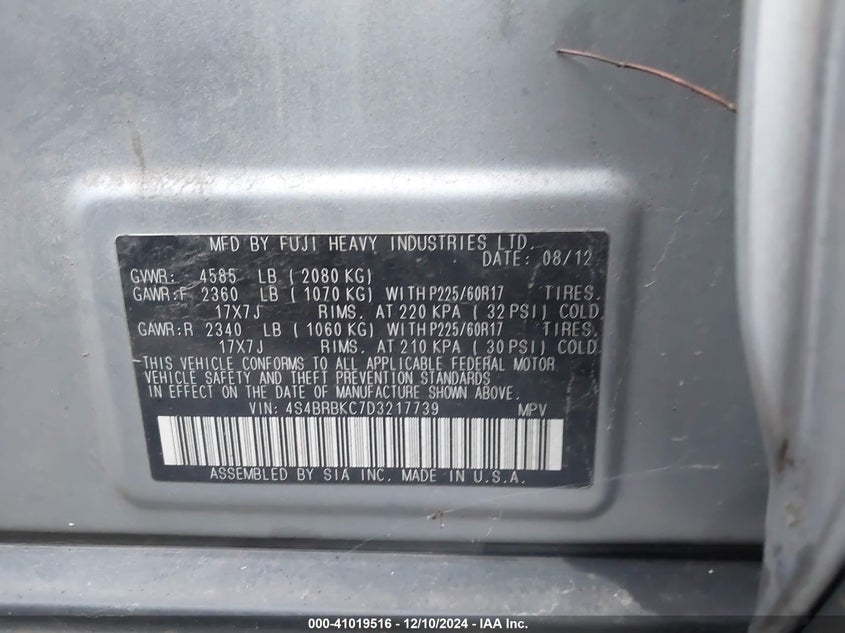 MFD BY FUJI HEAVY INDUSTRIES LTD.
DATE: 08/12
GVWR: 4585 LB ( 2080 KG)
GAWR:F 2360 LB ( 1070 KG) WITH P225/60R17 TIRES.
17X7J RIMS. AT 220 KPA ( 32 PSI) COLD
GAWR:R 2340 LB ( 1060 KG) WITH P225/60R17 TIRES.
17X7J RIMS. AT 210 KPA ( 30 PSI) COLD
THIS VEHICLE CONFORMS TO ALL APPLICABLE FEDERAL MOTOR
VEHICLE SAFETY AND THEFT PREVENTION STANDARDS
IN EFFECT ON THE DATE OF MANUFACTURE SHOWN ABOVE.
VIN: 4S4BRBKC7D3217739 MPV
ASSEMBLED BY SIA INC. MADE IN U.S.A.
000-41019516 - 12/10/2024 - IAA, Inc.